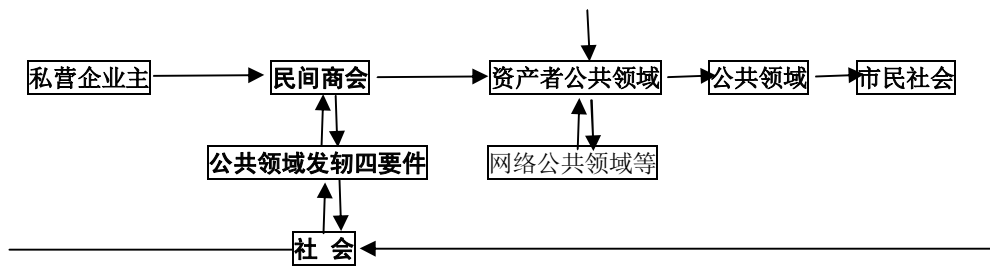 私营企业主
民间商会
资产者公共领域
公共领域
市民社会
公共领域发轫四要件
网络公共领域等
社 会